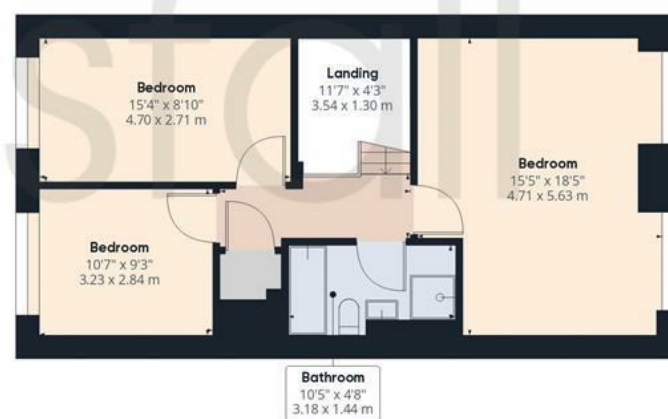 Bedroom
15'4" x 8'10"
4.70 x 2.71 m
Landing
11'7" x 4'3"
3.54 x 1.30 m
Bedroom
15'5" x 18'5"
4.71 x 5.63 m
Bedroom
10'7" x 9'3"
3.23 x 2.84 m
Bathroom
10'5" x 4'8"
3.18 x 1.44 m
sfall